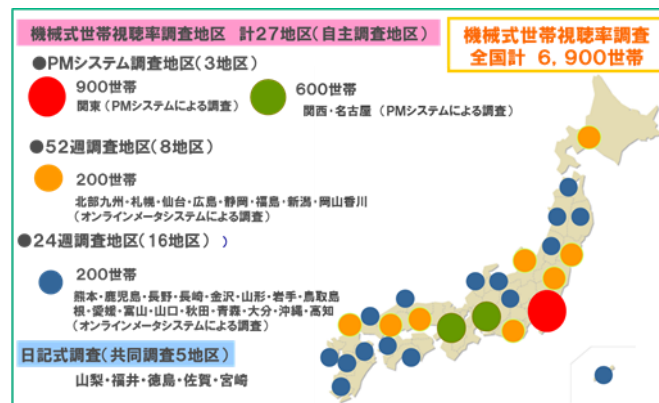 機械式世帯視聴率調査地区 計27地区(自主調査地区)
機械式世帯視聴率調査
全国計 6,900世帯
●PMシステム調査地区(3地区)
900世帯
関東(PMシステムによる調査)
600世帯
関西・名古屋 (PMシステムによる調査)
●52週調査地区(8地区)
200世帯
北部九州・札幌・仙台・広島・静岡・福島・新潟・岡山香川
(オンラインメータシステムによる調査)
●24週調査地区(16地区) )
200世帯
熊本・鹿児島・長野・長崎・金沢・山形・岩手・鳥取島
根・愛媛・富山・山口・秋田・青森・大分・沖縄・高知
(オンラインメータシステムによる調査)
日記式調査(共同調査5地区)
山梨・福井・徳島・佐賀・宮崎